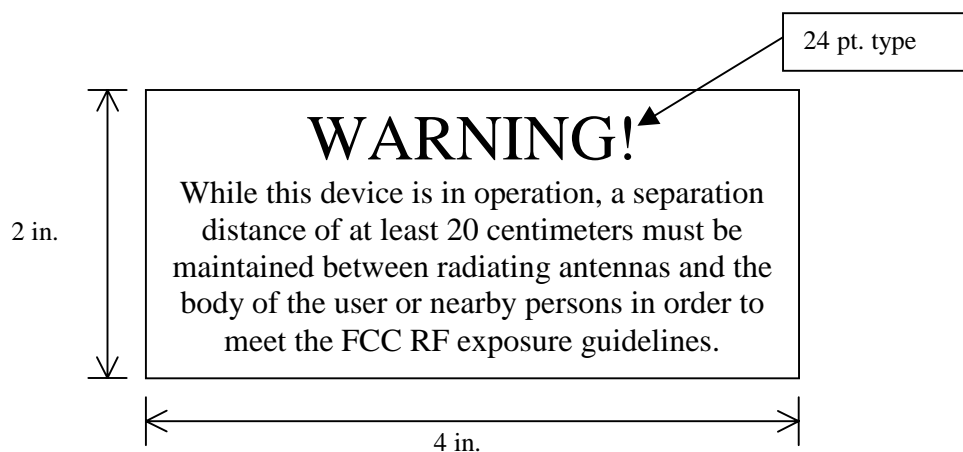 24 pt. type
WARNING!
While this device is in operation, a separation
distance of at least 20 centimeters must be
maintained between radiating antennas and the
body of the user or nearby persons in order to
meet the FCC RF exposure guidelines.
2 in.
4 in.